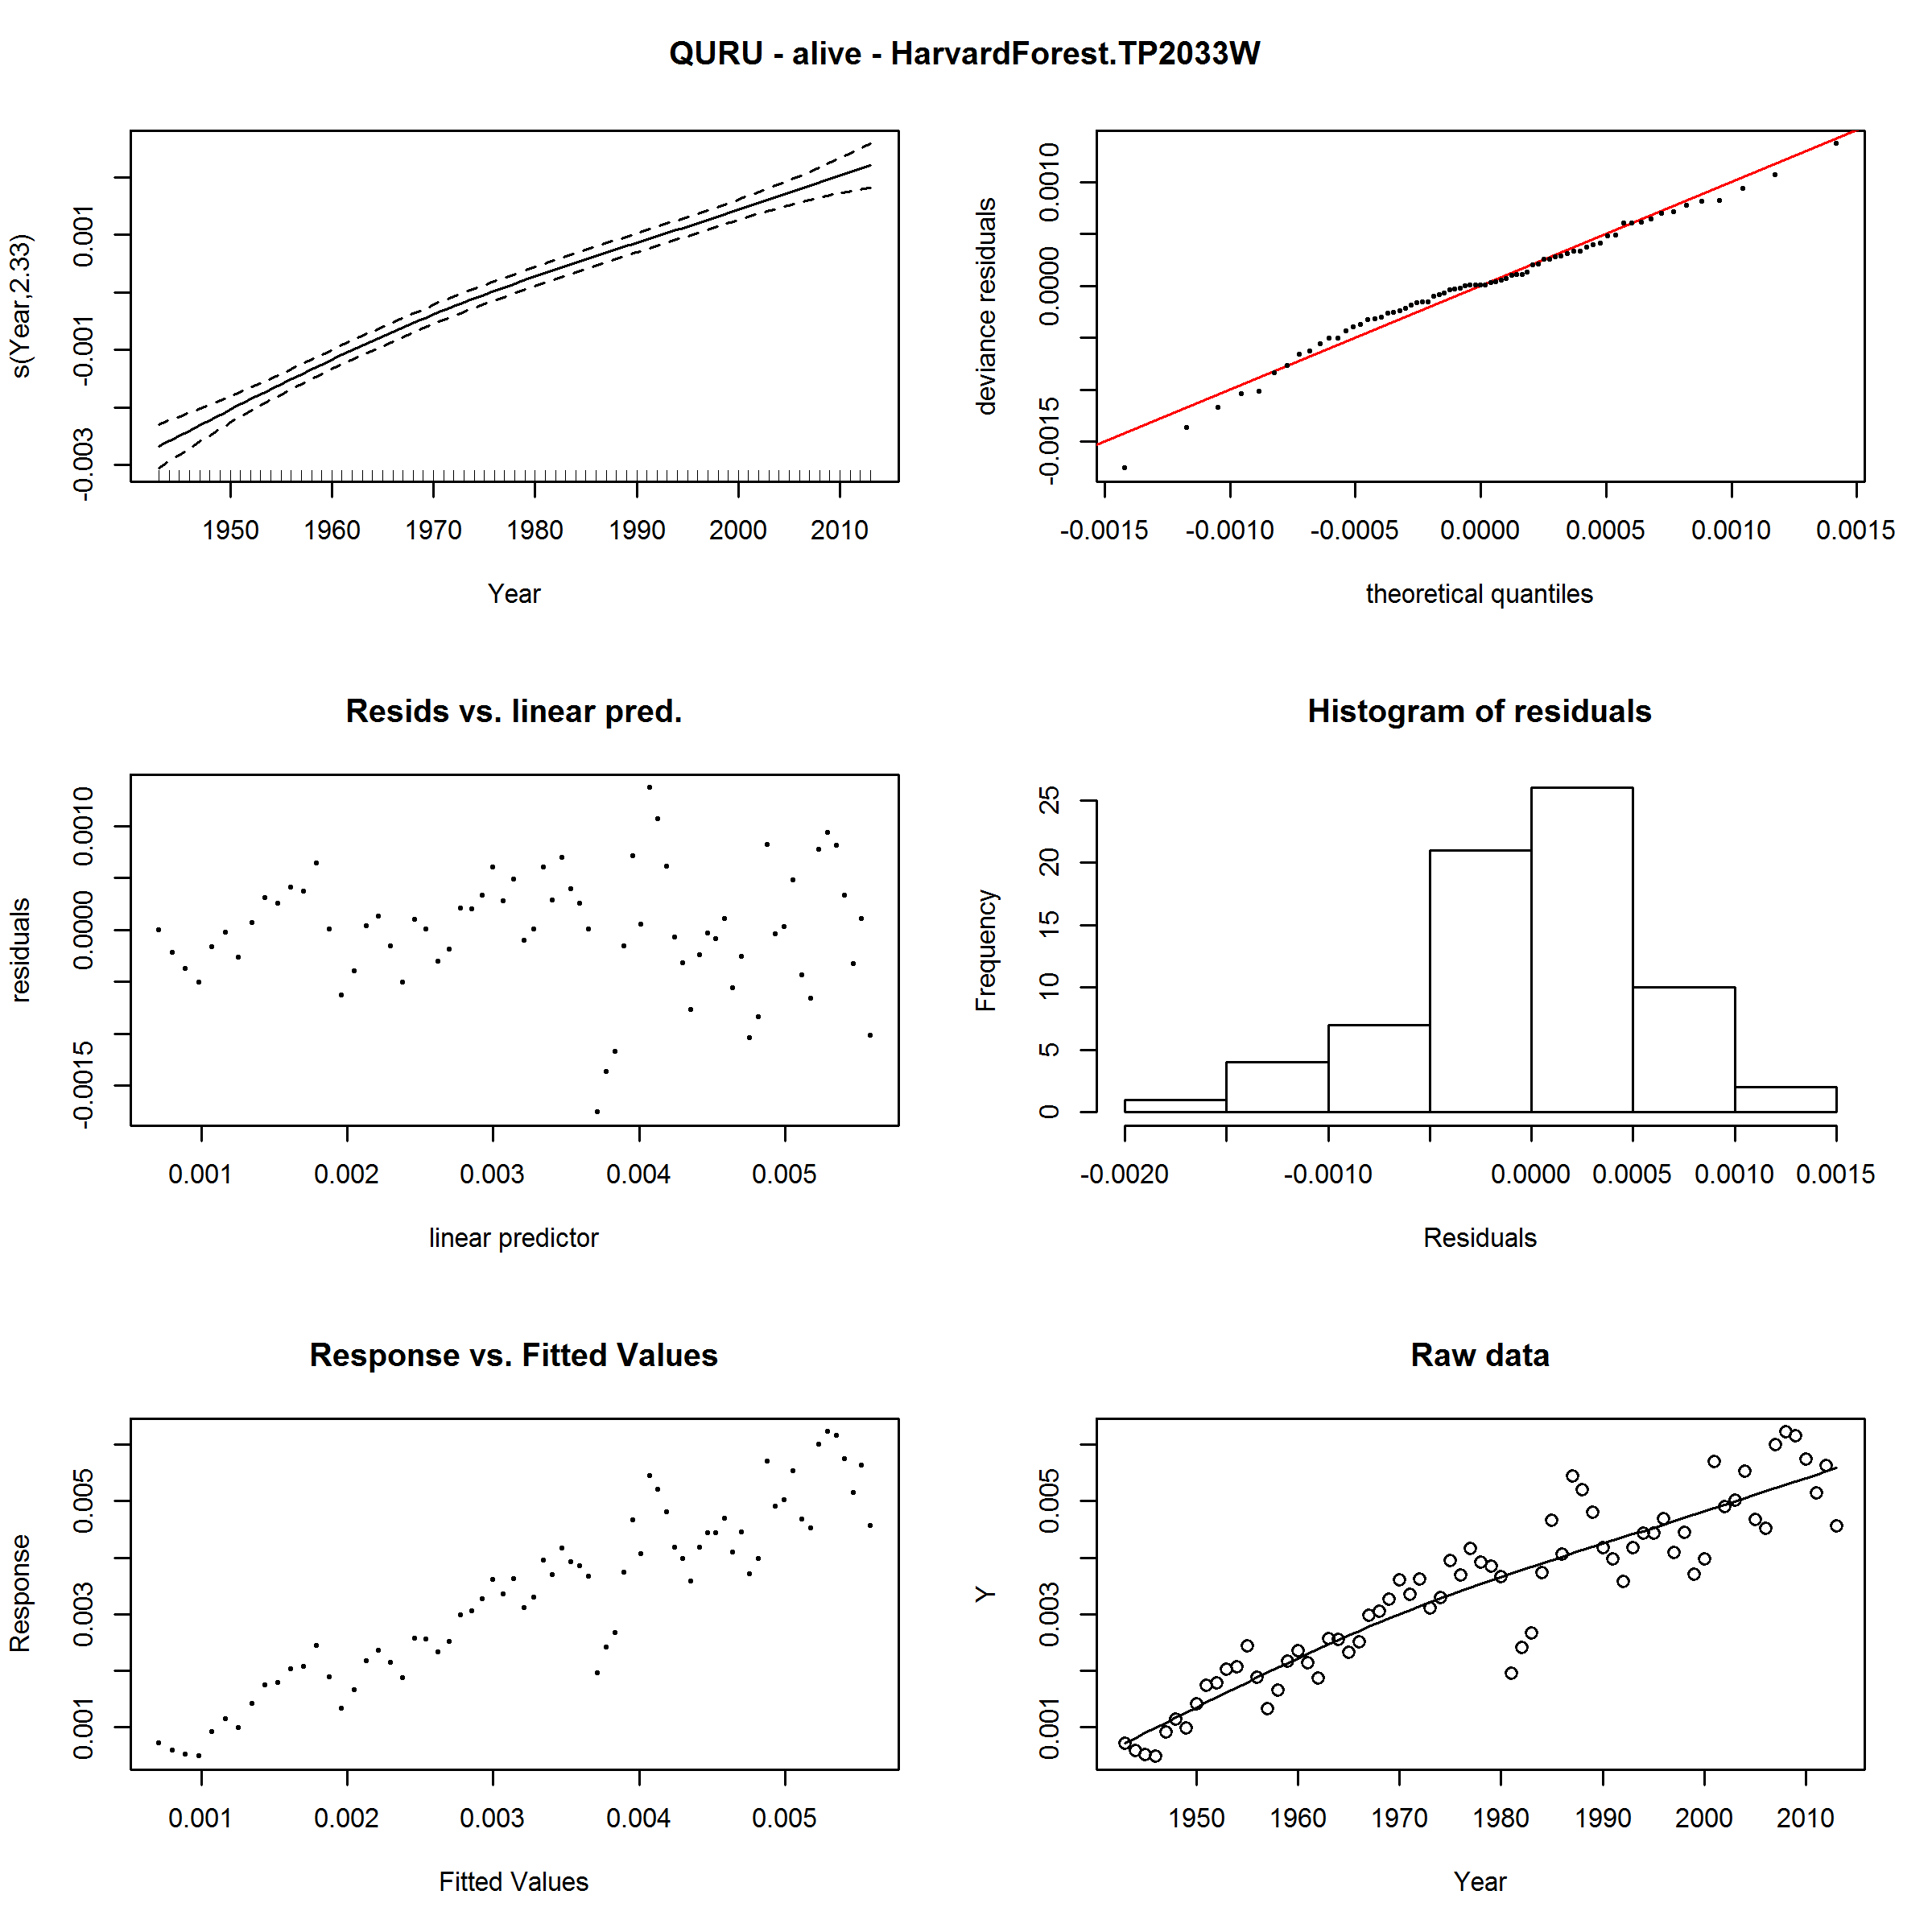 QURU - alive - HarvardForest.TP2033W
s(Year,2.33)
-0.003 -0.001 0.001
1950 1960 1970 1980 1990 2000 2010
Year
deviance residuals
-0.0015 0.0000 0.0010
-0.0015 -0.0010 -0.0005 0.0000 0.0005 0.0010 0.0015
theoretical quantiles
Resids vs. linear pred.
residuals
-0.0015 0.0000 0.0010
0.001 0.002 0.003 0.004 0.005
linear predictor
Histogram of residuals
Frequency
0 5 10 15 20 25
-0.0020 -0.0010 0.0000 0.0005 0.0010 0.0015
Residuals
Response vs. Fitted Values
Response
0.001 0.003 0.005
0.001 0.002 0.003 0.004 0.005
Fitted Values
Raw data
Y
0.001 0.003 0.005
1950 1960 1970 1980 1990 2000 2010
Year